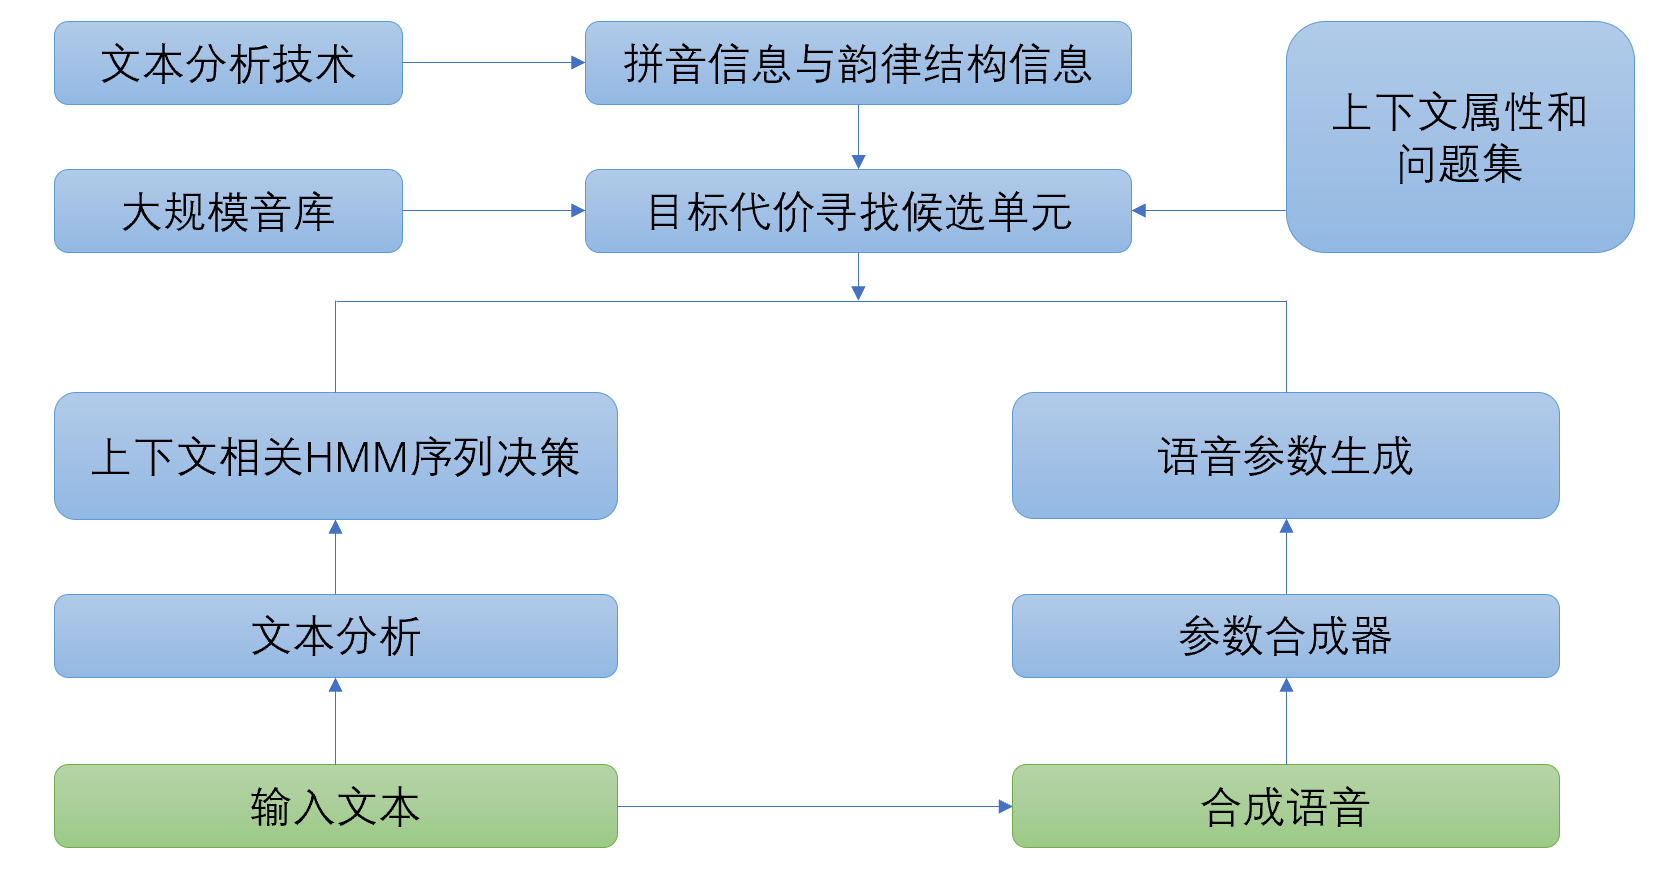 文本分析技术
拼音信息与韵律结构信息
上下文属性和
问题集
大规模音库
目标代价寻找候选单元
上下文相关HMM序列决策
语音参数生成
文本分析
参数合成器
输入文本
合成语音